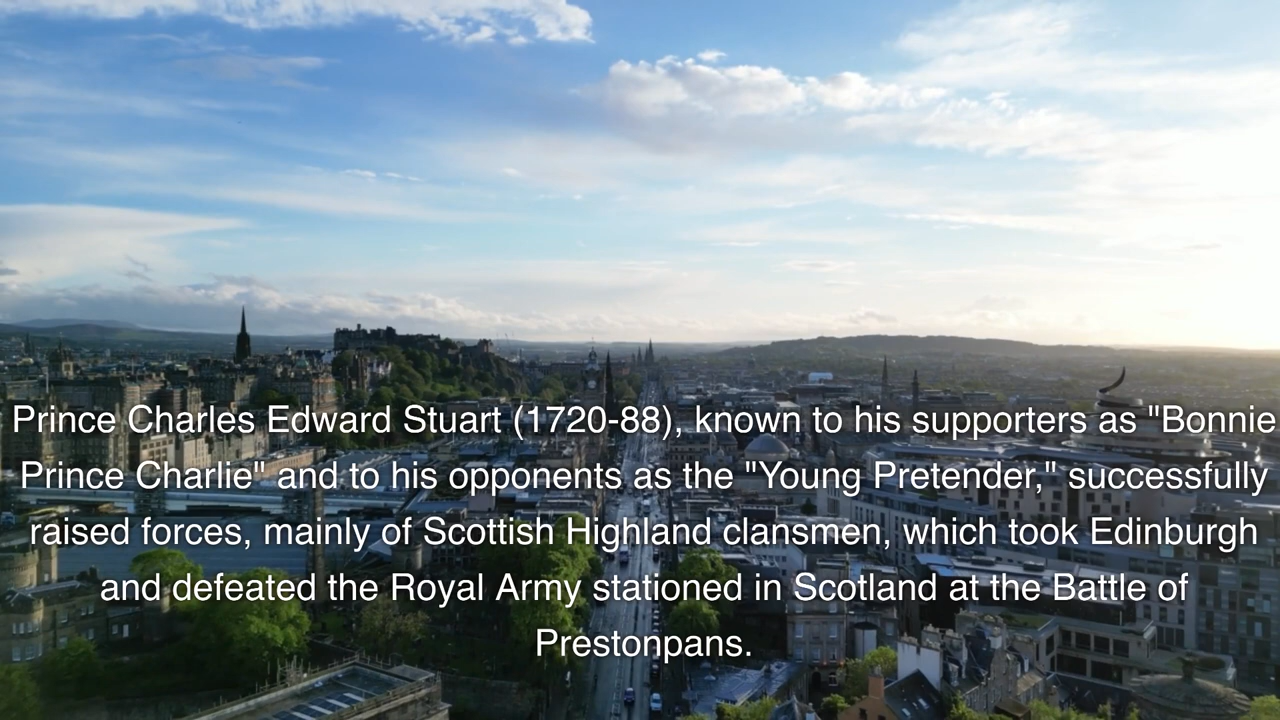 Prince Charles Edward Stuart (1720-88), known to his supporters as "Bonnie
Prince Charlie" and to his opponents as the "Young Pretender," successfully
raised forces, mainly of Scottish Highland clansmen, which took Edinburgh
and defeated the Royal Army stationed in Scotland at the Battle of
Prestonpans.